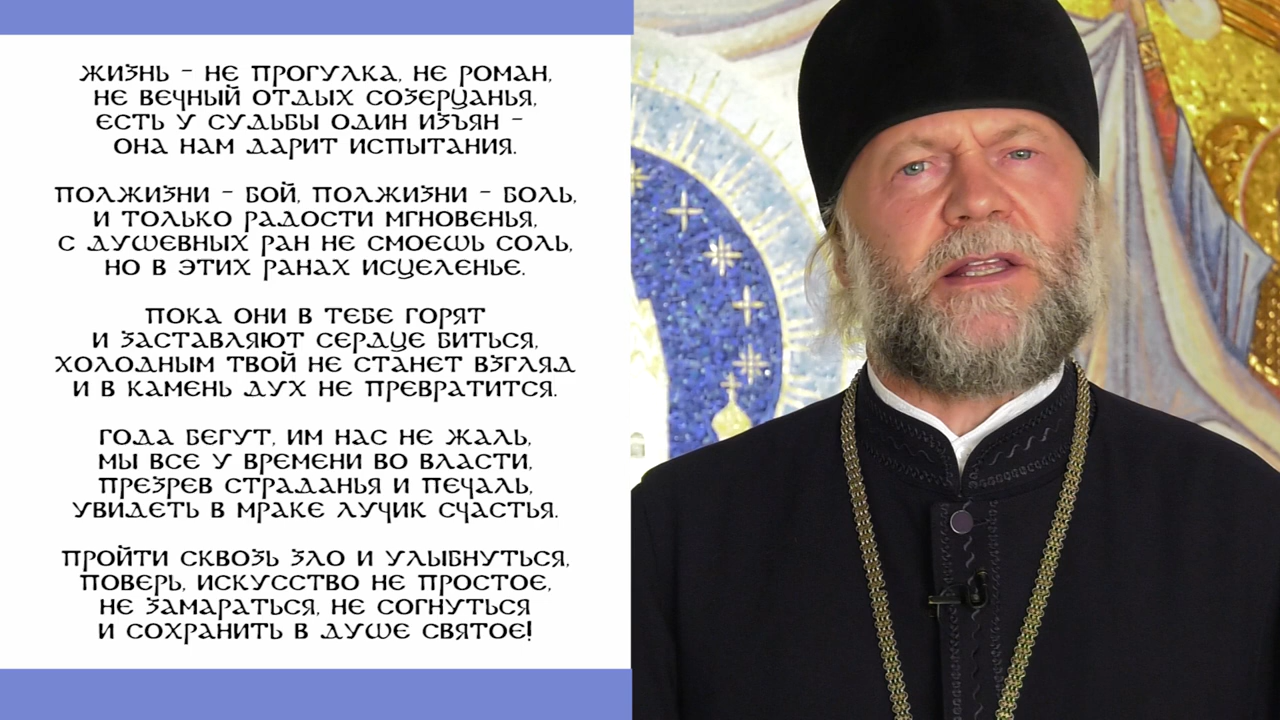 ЖИЗНЬ - НЕ ПРОГУЛКА, НЕ РОМАН,
НЕ ВЕЧНЫЙ ОТДЫХ СОЗЕРЦАНЬЯ,
ЕСТЬ У СУДЬБЫ ОДИН ИЗЪЯН -
ОНА НАМ ДАРИТ ИСПЫТАНИЯ.
ПОЛЖИЗНИ - БОЙ, ПОЛЖИЗНИ - БОЛЬ,
И ТОЛЬКО РАДОСТИ МГНОВЕНЬЯ,
С ДУШЕВНЫХ РАН НЕ СМОЕШЬ СОЛЬ,
НО В ЭТИХ РАНАХ ИСЦЕЛЕНЬЕ.
ПОКА ОНИ В ТЕБЕ ГОРЯТ
И ЗАСТАВЛЯЮТ СЕРДЦЕ БИТЬСЯ,
ХОЛОДНЫМ ТВОЙ НЕ СТАНЕТ ВЗГЛЯД
И В КАМЕНЬ ДУХ НЕ ПРЕВРАТИТСЯ.
ГОДА БЕГУТ, ИМ НАС НЕ ЖАЛЬ,
МЫ ВСЕ У ВРЕМЕНИ ВО ВЛАСТИ,
ПРЕЗРЕВ СТРАДАНЬЯ И ПЕЧАЛЬ,
УВИДЕТЬ В МРАКЕ ЛУЧИК СЧАСТЬЯ.
ПРОЙТИ СКВОЗЬ ЗЛО И УЛЫБНУТЬСЯ,
ПОВЕРЬ, ИСКУССТВО НЕ ПРОСТОЕ,
НЕ ЗАМАРАТЬСЯ, НЕ СОГНУТЬСЯ
И СОХРАНИТЬ В ДУШЕ СВЯТОЕ!